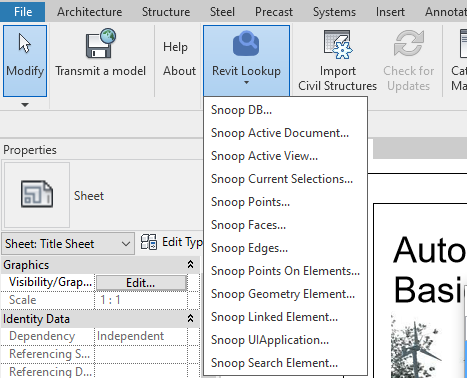 File Architecture Structure Steel Precast Systems Insert Annotat
Modify
Transmit a model
Help
About
Revit Lookup
Import
Civil Structures
Check for
Updates
Cat
Ma
Snoop DB...
Snoop Active Document...
Snoop Active View...
Snoop Current Selections...
Snoop Points...
Snoop Faces...
Snoop Edges...
Snoop Points On Elements...
Snoop Geometry Element...
Snoop Linked Element...
Snoop UIApplication...
Snoop Search Element...
Properties
Sheet
Sheet: Title Sheet
Edit Typ
Graphics
Visibility/Grap... Edit...
Scale 1 : 1
Identity Data
Dependency Independent
Referencing S...
Referencing D...
Auto
Basi